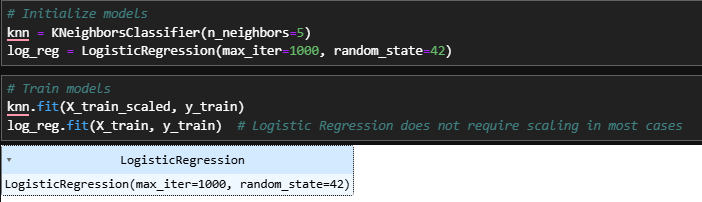 # Initialize models
knn = KNeighborsClassifier(n_neighbors=5)
log_reg = LogisticRegression(max_iter=1000, random_state=42)
# Train models
knn.fit(X_train_scaled, y_train)
log_reg.fit(X_train, y_train)  # Logistic Regression does not require scaling in most cases
LogisticRegression
LogisticRegression(max_iter=1000, random_state=42)